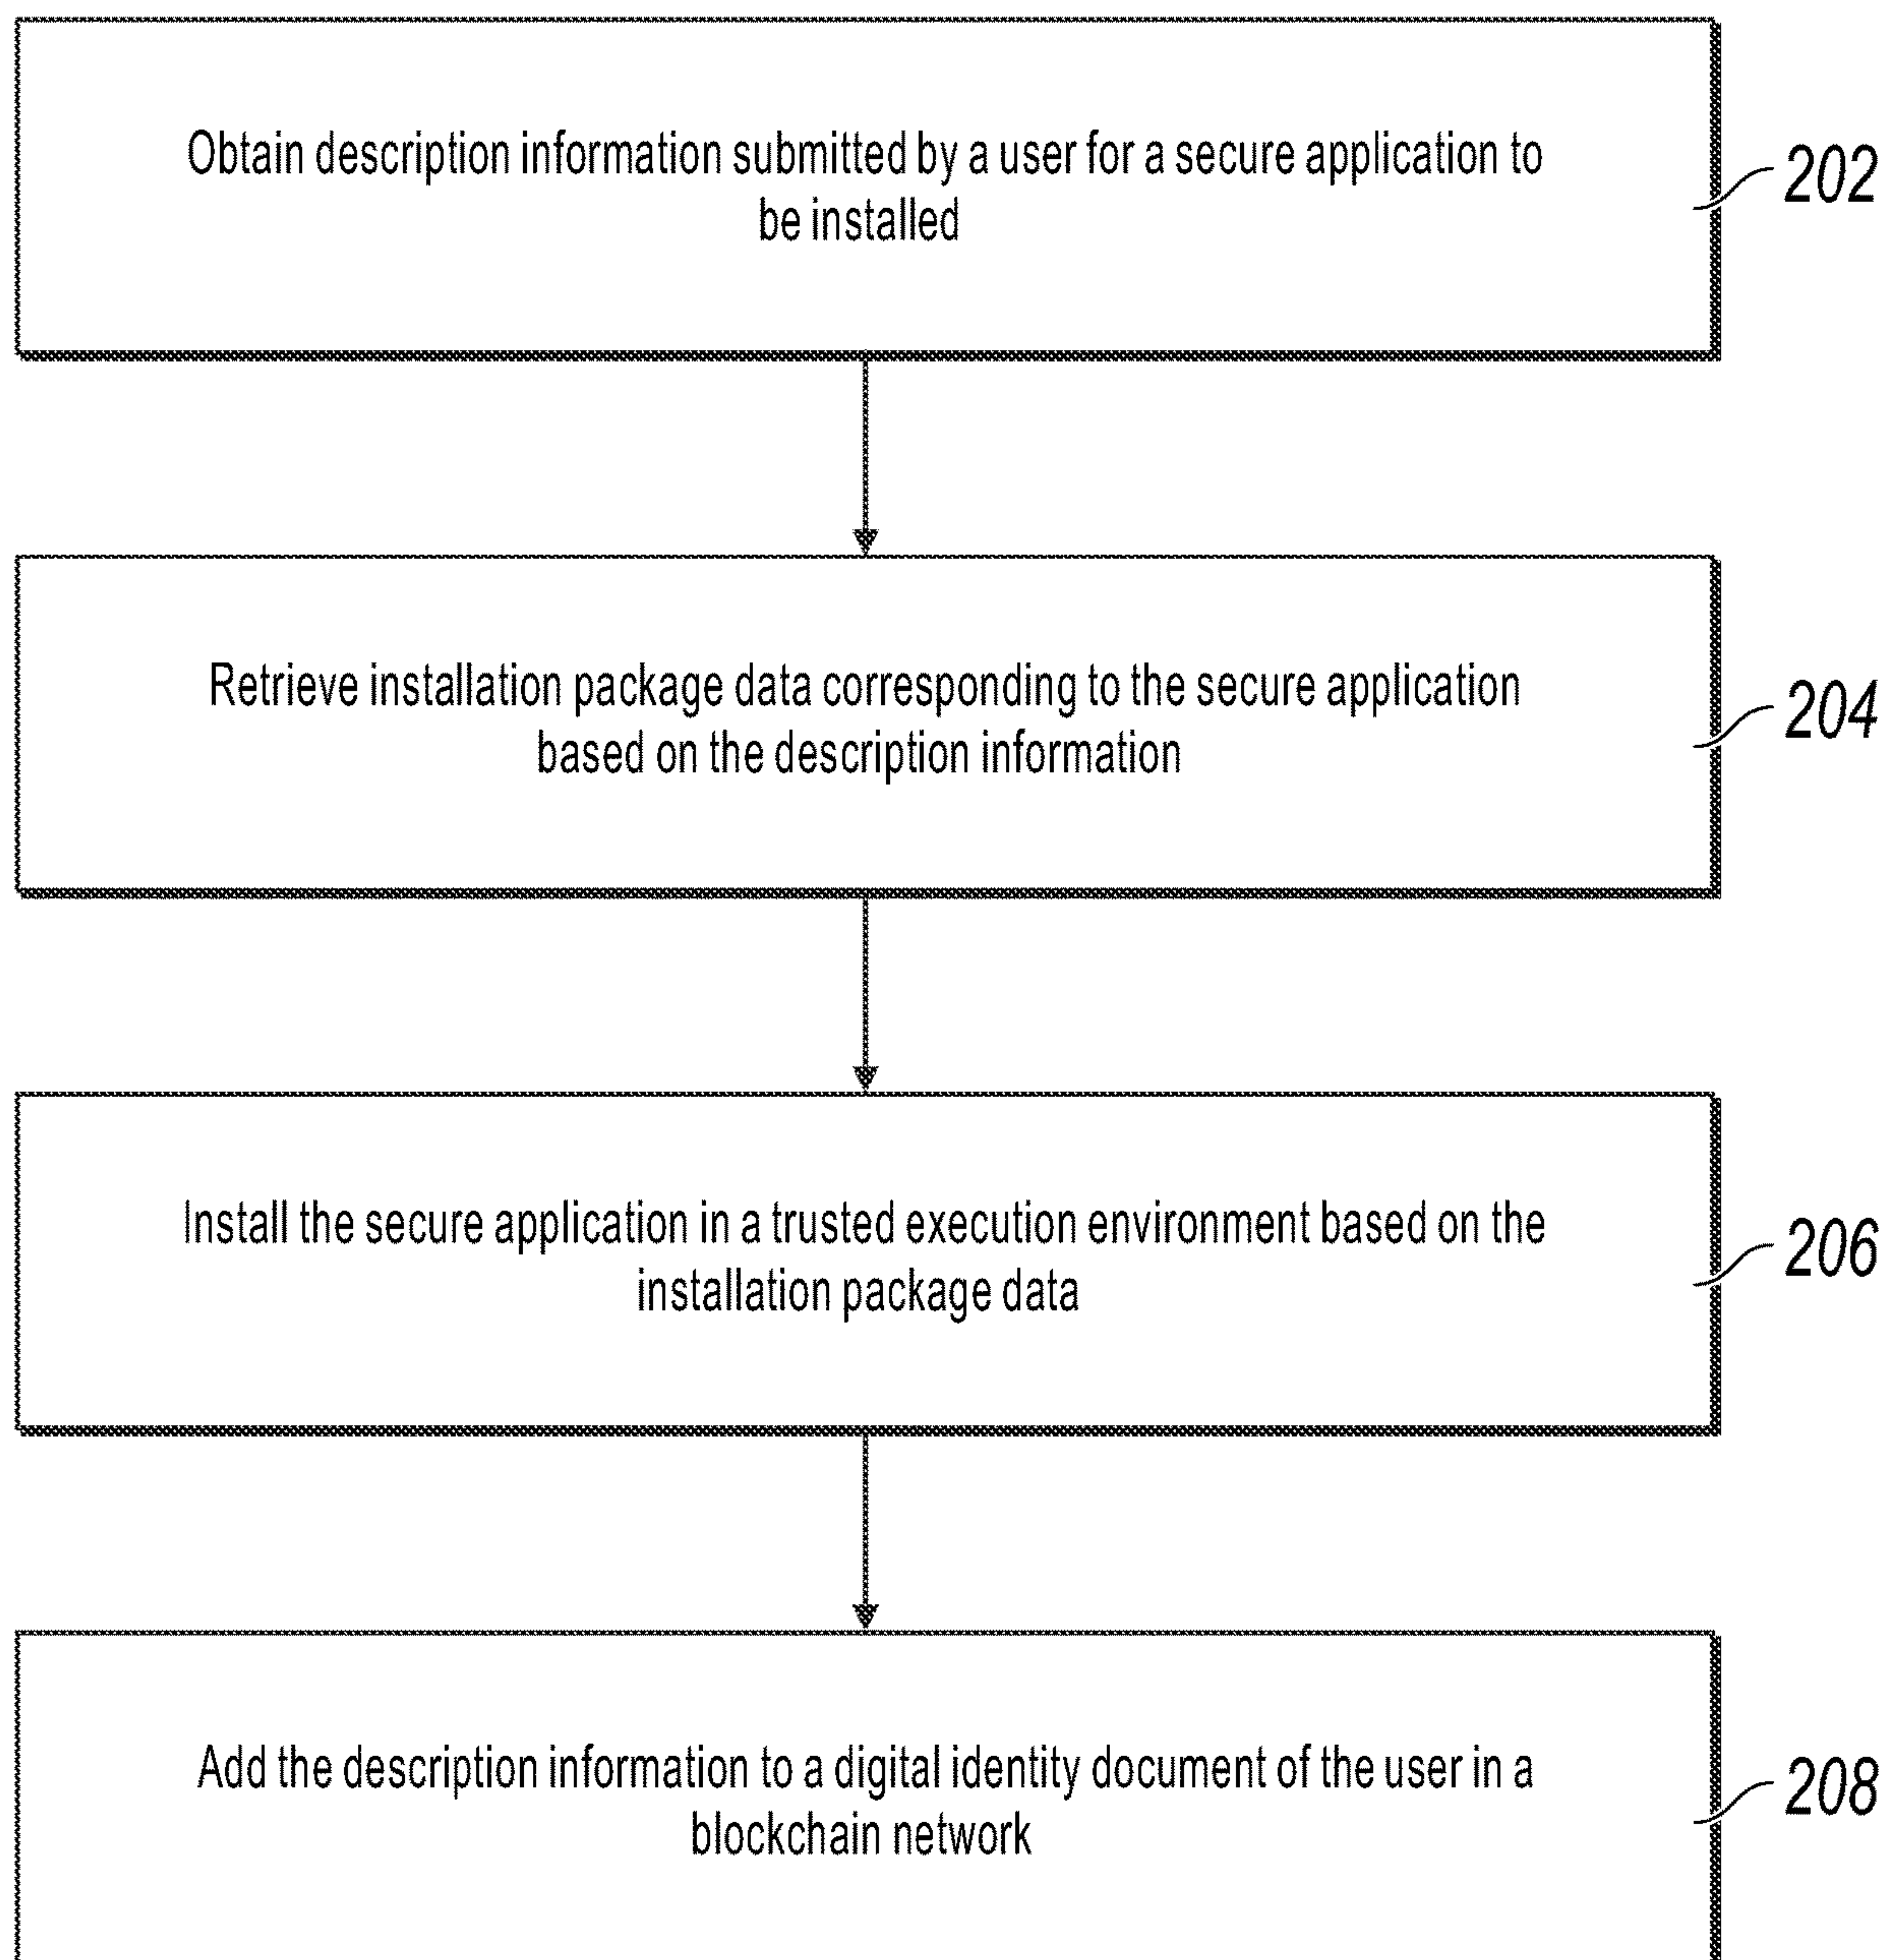 Obtain description information submitted by a user for a secure application to
be installed
202
Retrieve installation package data corresponding to the secure application
based on the description information
204
Install the secure application in a trusted execution environment based on the
installation package data
206
Add the description information to a digital identity document of the user in a
blockchain network
208